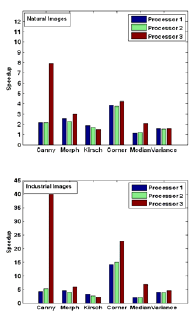 Natural Images
Processor 1
Processor 2
Processor 3
12
11
10
9
8
7
6
5
4
3
2
1
0
Speedup
Canny Morph Kirsch Corner Median Variance
Industrial Images
Processor 1
Processor 2
Processor 3
45
40
35
30
25
20
15
10
5
0
Speedup
Canny Morph Kirsch Corner Median Variance